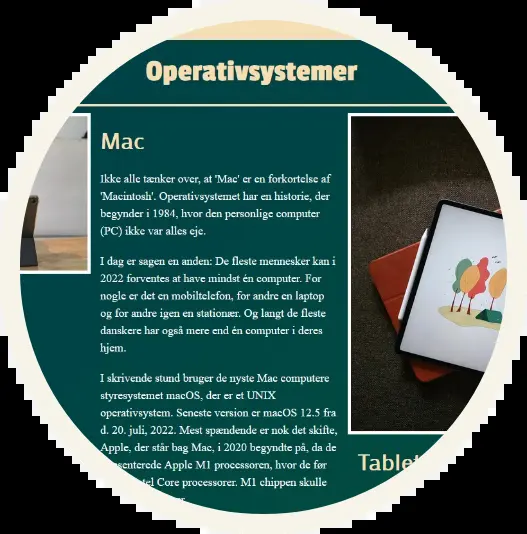 Operativsystemer
Mac
Ikke alle tænker over, at 'Mac' er en forkortelse af
'Macintosh'. Operativsystemet har en historie, der
begynder i 1984, hvor den personlige computer
(PC) ikke var alles eje.
I dag er sagen en anden: De fleste mennesker kan i
2022 forventes at have mindst én computer. For
nogle er det en mobiltelefon, for andre en laptop
og for andre igen en stationær. Og langt de fleste
danskere har også mere end én computer i deres
hjem.
I skrivende stund bruger de nyste Mac computere
styresystemet macOS, der er et UNIX
operativsystem. Seneste version er macOS 12.5 fra
d. 20. juli, 2022. Mest spændende er nok det skifte,
Apple, der står bag Mac, i 2020 begyndte på, da de
Apple M1 processoren, hvor de før
Core processorer. M1 chippen skulle
Tablet